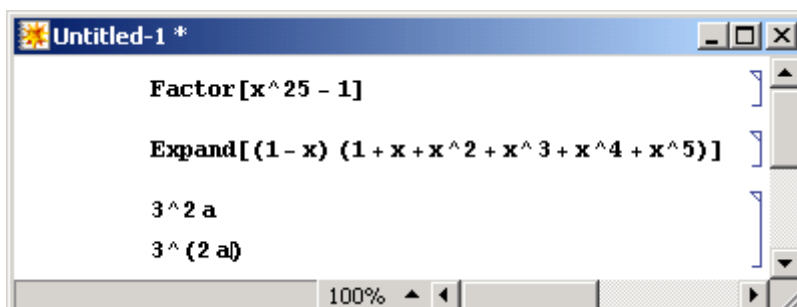 Untitled-1 *
Factor[x^25 - 1]
Expand[(1 - x) (1 + x + x^2 + x^3 + x^4 + x^5)]
3^2 a
3^(2 a)
100%